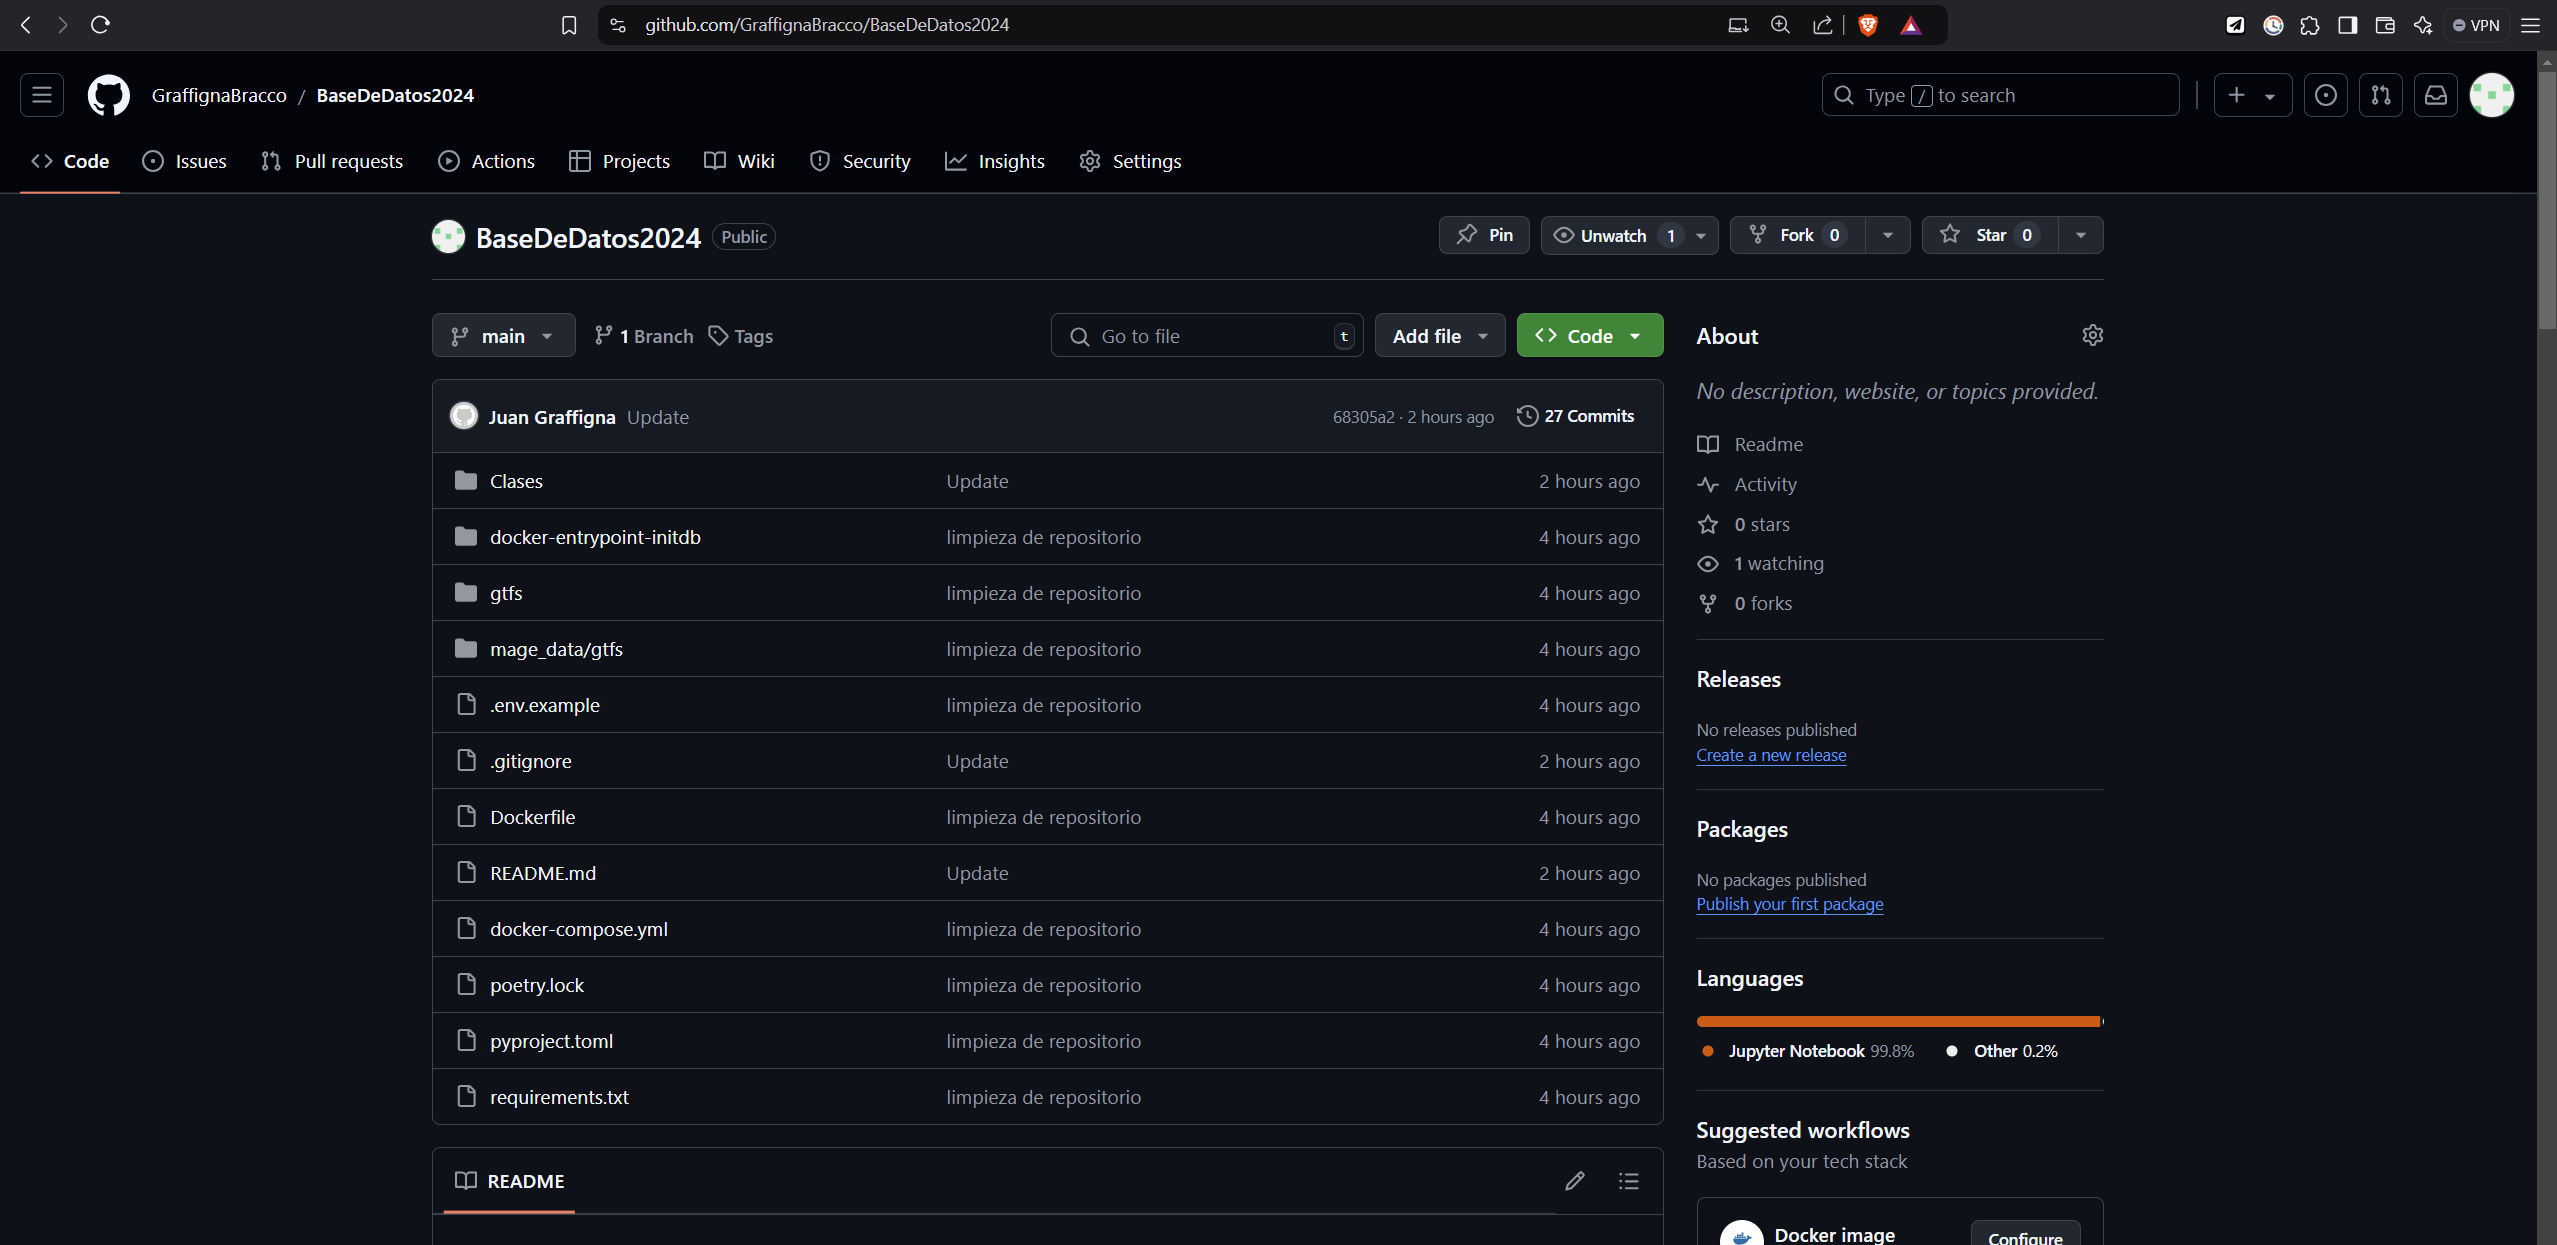 github.com/GraffignaBracco/BaseDeDatos2024
VPN
GraffignaBracco / BaseDeDatos2024
Type / to search
Code Issues Pull requests Actions Projects Wiki Security Insights Settings
BaseDeDatos2024 Public
Pin Unwatch 1 Fork 0 Star 0
main 1 Branch Tags Go to file t Add file Code
Juan Graffigna Update 68305a2 · 2 hours ago 27 Commits
Clases Update 2 hours ago
docker-entrypoint-initdb limpieza de repositorio 4 hours ago
gtfs limpieza de repositorio 4 hours ago
mage_data/gtfs limpieza de repositorio 4 hours ago
.env.example limpieza de repositorio 4 hours ago
.gitignore Update 2 hours ago
Dockerfile limpieza de repositorio 4 hours ago
README.md Update 2 hours ago
docker-compose.yml limpieza de repositorio 4 hours ago
poetry.lock limpieza de repositorio 4 hours ago
pyproject.toml limpieza de repositorio 4 hours ago
requirements.txt limpieza de repositorio 4 hours ago
README
About
No description, website, or topics provided.
Readme
Activity
0 stars
1 watching
0 forks
Releases
No releases published
Create a new release
Packages
No packages published
Publish your first package
Languages
Jupyter Notebook 99.8% Other 0.2%
Suggested workflows
Based on your tech stack
Docker image Configure